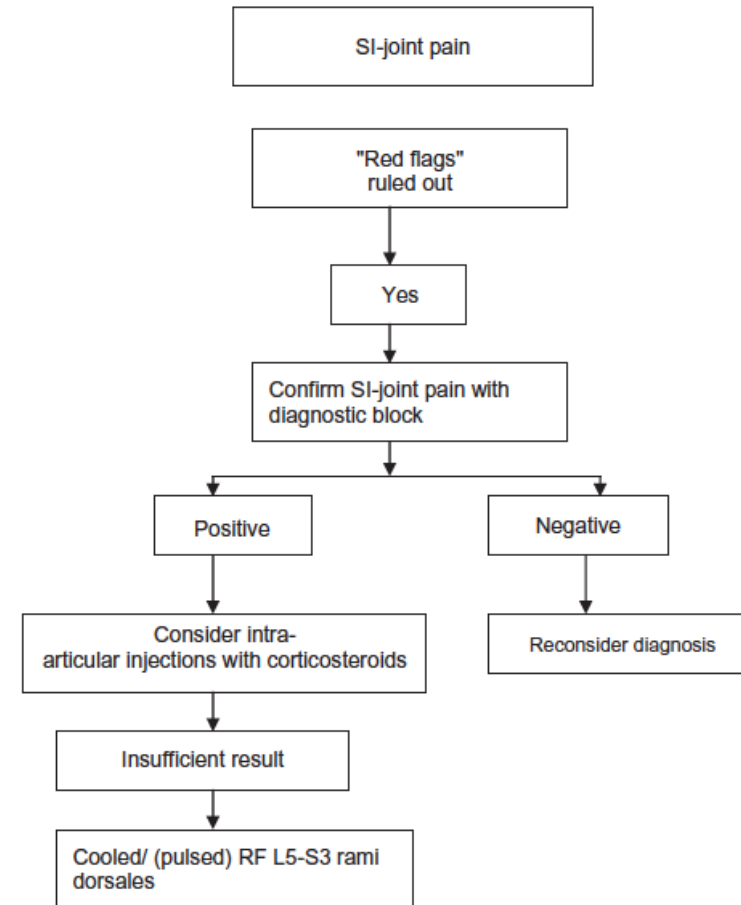 SI-joint pain
"Red flags"
ruled out
Yes
Confirm SI-joint pain with
diagnostic block
Positive
Negative
Consider intra-
articular injections with corticosteroids
Reconsider diagnosis
Insufficient result
Cooled/ (pulsed) RF L5-S3 rami
dorsales